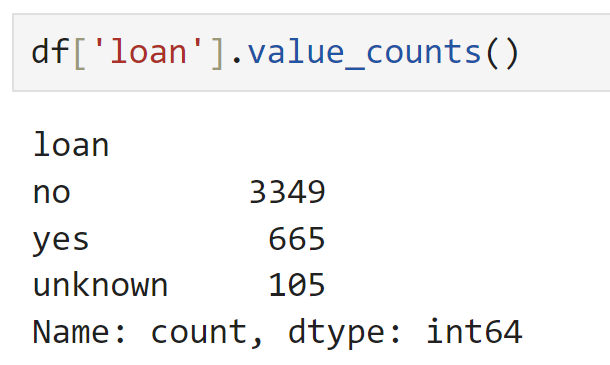 df['loan'].value_counts()
loan
no 3349
yes 665
unknown 105
Name: count, dtype: int64